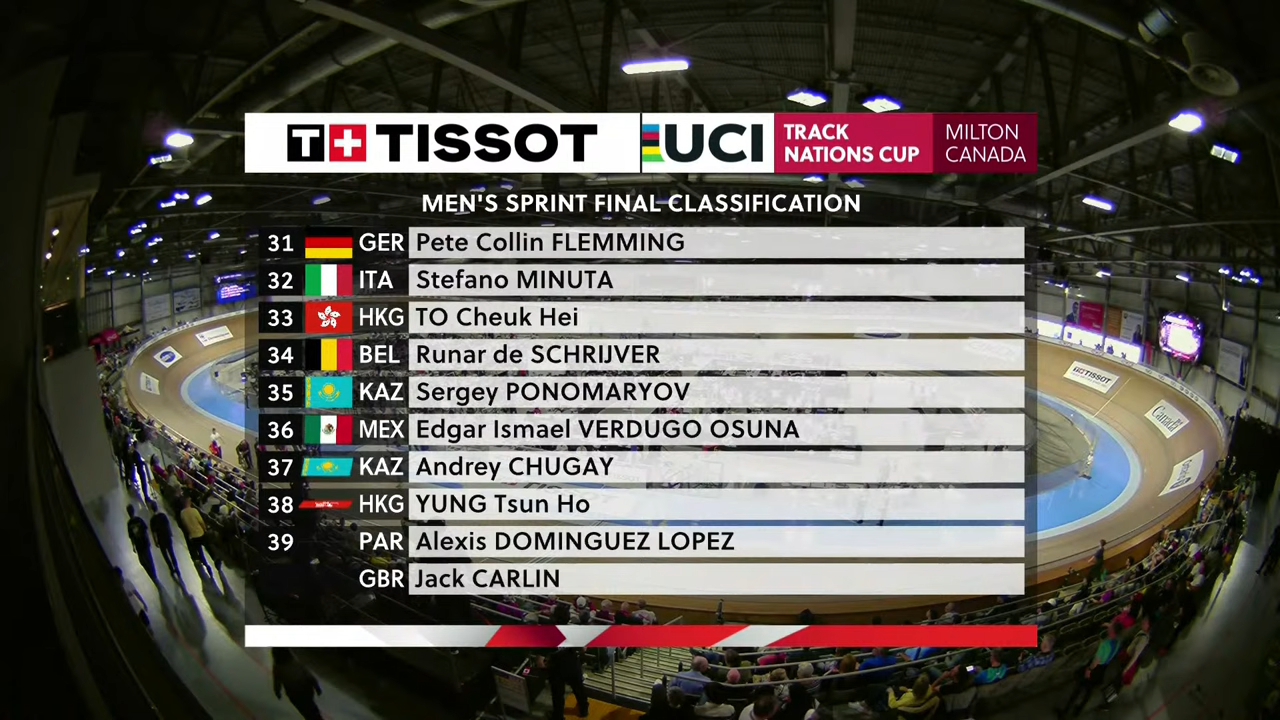 T+ TISSOT
UCI
TRACK NATIONS CUP
MILTON CANADA
MEN'S SPRINT FINAL CLASSIFICATION
31 GER Pete Collin FLEMMING
32 ITA Stefano MINUTA
33 HKG TO Cheuk Hei
34 BEL Runar de SCHRIJVER
35 KAZ Sergey PONOMARYOV
36 MEX Edgar Ismael VERDUGO OSUNA
37 KAZ Andrey CHUGAY
38 HKG YUNG Tsun Ho
39 PAR Alexis DOMINGUEZ LOPEZ
GBR Jack CARLIN
TISSOT
Canada